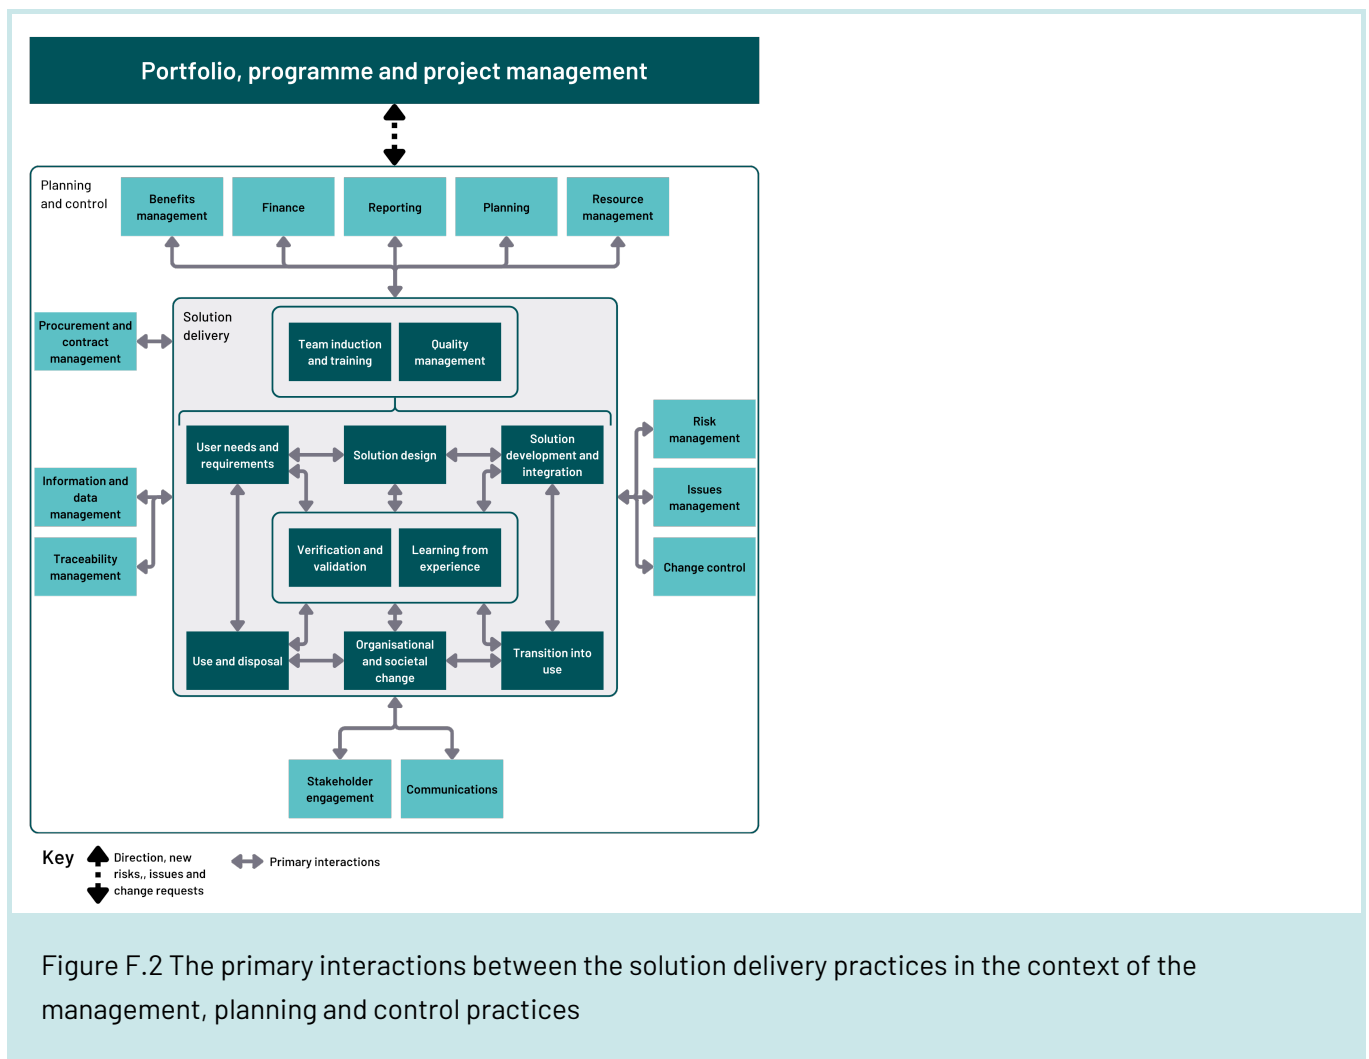 Portfolio, programme and project management
Planning
and control
Benefits
management
Finance
Reporting
Planning
Resource
management
Procurement and
contract
management
Solution
delivery
Team induction
and training
Quality
management
User needs and
requirements
Solution design
Solution
development and
integration
Risk
management
Information and
data
management
Issues
management
Traceability
management
Verification and
validation
Learning from
experience
Change control
Use and disposal
Organisational
and societal
change
Transition into
use
Stakeholder
engagement
Communications
Key
Direction, new
risks,, issues and
change requests
Primary interactions
Figure F.2 The primary interactions between the solution delivery practices in the context of the
management, planning and control practices